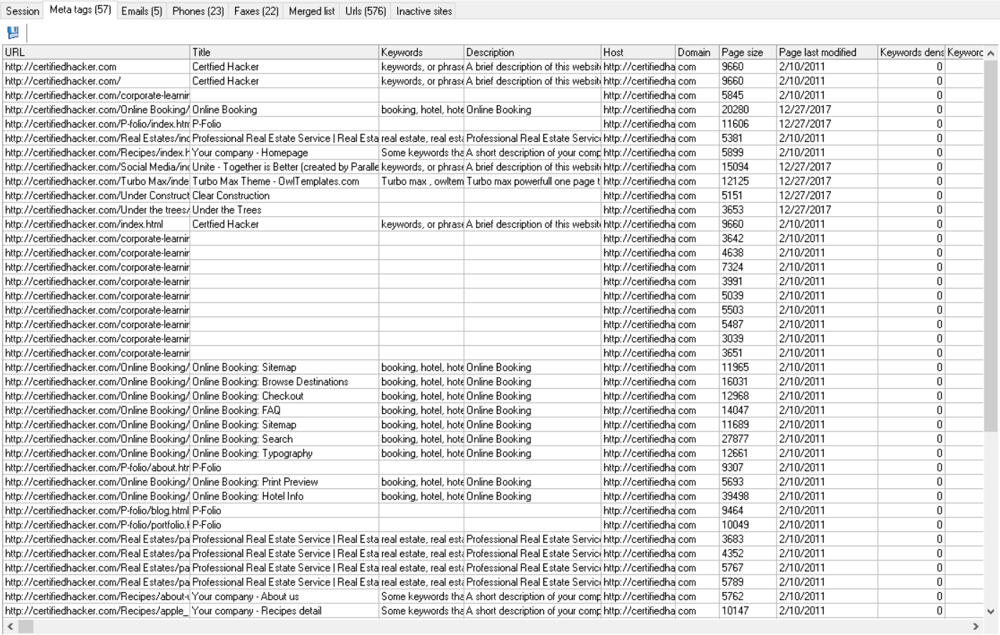 Session Meta tags (57) Emails (5) Phones (23) Faxes (22) Merged list Urls (576) Inactive sites
URL Title Keywords Description Host Domain Page size Page last modified Keywords dens Keyworc
http://certifiedhacker.com Certfied Hacker keywords, or phrase A brief description of this websit http://certifiedha com 9660 2/10/2011 0
http://certifiedhacker.com/ Certfied Hacker keywords, or phrase A brief description of this websit http://certifiedha com 9660 2/10/2011 0
http://certifiedhacker.com/corporate-learnir http://certifiedha com 5845 2/10/2011 0
http://certifiedhacker.com/Online Booking/ Online Booking booking, hotel, hote Online Booking http://certifiedha com 20280 12/27/2017 0
http://certifiedhacker.com/P-folio/index.htm P-Folio http://certifiedha com 11606 12/27/2017 0
http://certifiedhacker.com/Real Estates/inc Professional Real Estate Service | Real Esta real estate, real esta Professional Real Estate Servic http://certifiedha com 5381 2/10/2011 0
http://certifiedhacker.com/Recipes/index.h Your company - Homepage Some keywords tha A short description of your comp http://certifiedha com 5899 2/10/2011 0
http://certifiedhacker.com/Social Media/inc Unite - Together is Better (created by Paralle keywords, or phrase A brief description of this websit http://certifiedha com 15094 12/27/2017 0
http://certifiedhacker.com/Turbo Max/inde Turbo Max Theme - OwlTemplates.com Turbo max , owltem Turbo max powerfull one page t http://certifiedha com 12125 12/27/2017 0
http://certifiedhacker.com/Under Construct Clear Construction http://certifiedha com 5151 12/27/2017 0
http://certifiedhacker.com/Under the trees/ Under the Trees http://certifiedha com 3653 12/27/2017 0
http://certifiedhacker.com/index.html Certfied Hacker keywords, or phrase A brief description of this websit http://certifiedha com 9660 2/10/2011 0
http://certifiedhacker.com/corporate-learnir http://certifiedha com 3642 2/10/2011 0
http://certifiedhacker.com/corporate-learnir http://certifiedha com 4638 2/10/2011 0
http://certifiedhacker.com/corporate-learnir http://certifiedha com 7324 2/10/2011 0
http://certifiedhacker.com/corporate-learnir http://certifiedha com 3991 2/10/2011 0
http://certifiedhacker.com/corporate-learnir http://certifiedha com 5039 2/10/2011 0
http://certifiedhacker.com/corporate-learnir http://certifiedha com 5503 2/10/2011 0
http://certifiedhacker.com/corporate-learnir http://certifiedha com 5487 2/10/2011 0
http://certifiedhacker.com/corporate-learnir http://certifiedha com 3039 2/10/2011 0
http://certifiedhacker.com/corporate-learnir http://certifiedha com 3651 2/10/2011 0
http://certifiedhacker.com/Online Booking/ Online Booking: Sitemap booking, hotel, hote Online Booking http://certifiedha com 11965 2/10/2011 0
http://certifiedhacker.com/Online Booking/ Online Booking: Browse Destinations booking, hotel, hote Online Booking http://certifiedha com 16031 2/10/2011 0
http://certifiedhacker.com/Online Booking/ Online Booking: Checkout booking, hotel, hote Online Booking http://certifiedha com 12968 2/10/2011 0
http://certifiedhacker.com/Online Booking/ Online Booking: FAQ booking, hotel, hote Online Booking http://certifiedha com 14047 2/10/2011 0
http://certifiedhacker.com/Online Booking/ Online Booking: Sitemap booking, hotel, hote Online Booking http://certifiedha com 11689 2/10/2011 0
http://certifiedhacker.com/Online Booking/ Online Booking: Search booking, hotel, hote Online Booking http://certifiedha com 27877 2/10/2011 0
http://certifiedhacker.com/Online Booking/ Online Booking: Typography booking, hotel, hote Online Booking http://certifiedha com 12661 2/10/2011 0
http://certifiedhacker.com/P-folio/about.htr P-Folio http://certifiedha com 9307 2/10/2011 0
http://certifiedhacker.com/Online Booking/ Online Booking: Print Preview booking, hotel, hote Online Booking http://certifiedha com 5693 2/10/2011 0
http://certifiedhacker.com/Online Booking/ Online Booking: Hotel Info booking, hotel, hote Online Booking http://certifiedha com 39498 2/10/2011 0
http://certifiedhacker.com/P-folio/blog.html P-Folio http://certifiedha com 9464 2/10/2011 0
http://certifiedhacker.com/P-folio/portfolio.h P-Folio http://certifiedha com 10049 2/10/2011 0
http://certifiedhacker.com/Real Estates/pa Professional Real Estate Service | Real Esta real estate, real esta Professional Real Estate Servic http://certifiedha com 3683 2/10/2011 0
http://certifiedhacker.com/Real Estates/pa Professional Real Estate Service | Real Esta real estate, real esta Professional Real Estate Servic http://certifiedha com 4352 2/10/2011 0
http://certifiedhacker.com/Real Estates/pa Professional Real Estate Service | Real Esta real estate, real esta Professional Real Estate Servic http://certifiedha com 5767 2/10/2011 0
http://certifiedhacker.com/Real Estates/pa Professional Real Estate Service | Real Esta real estate, real esta Professional Real Estate Servic http://certifiedha com 5789 2/10/2011 0
http://certifiedhacker.com/Recipes/about-u Your company - About us Some keywords tha A short description of your comp http://certifiedha com 5762 2/10/2011 0
http://certifiedhacker.com/Recipes/apple_ Your company - Recipes detail Some keywords tha A short description of your comp http://certifiedha com 10147 2/10/2011 0